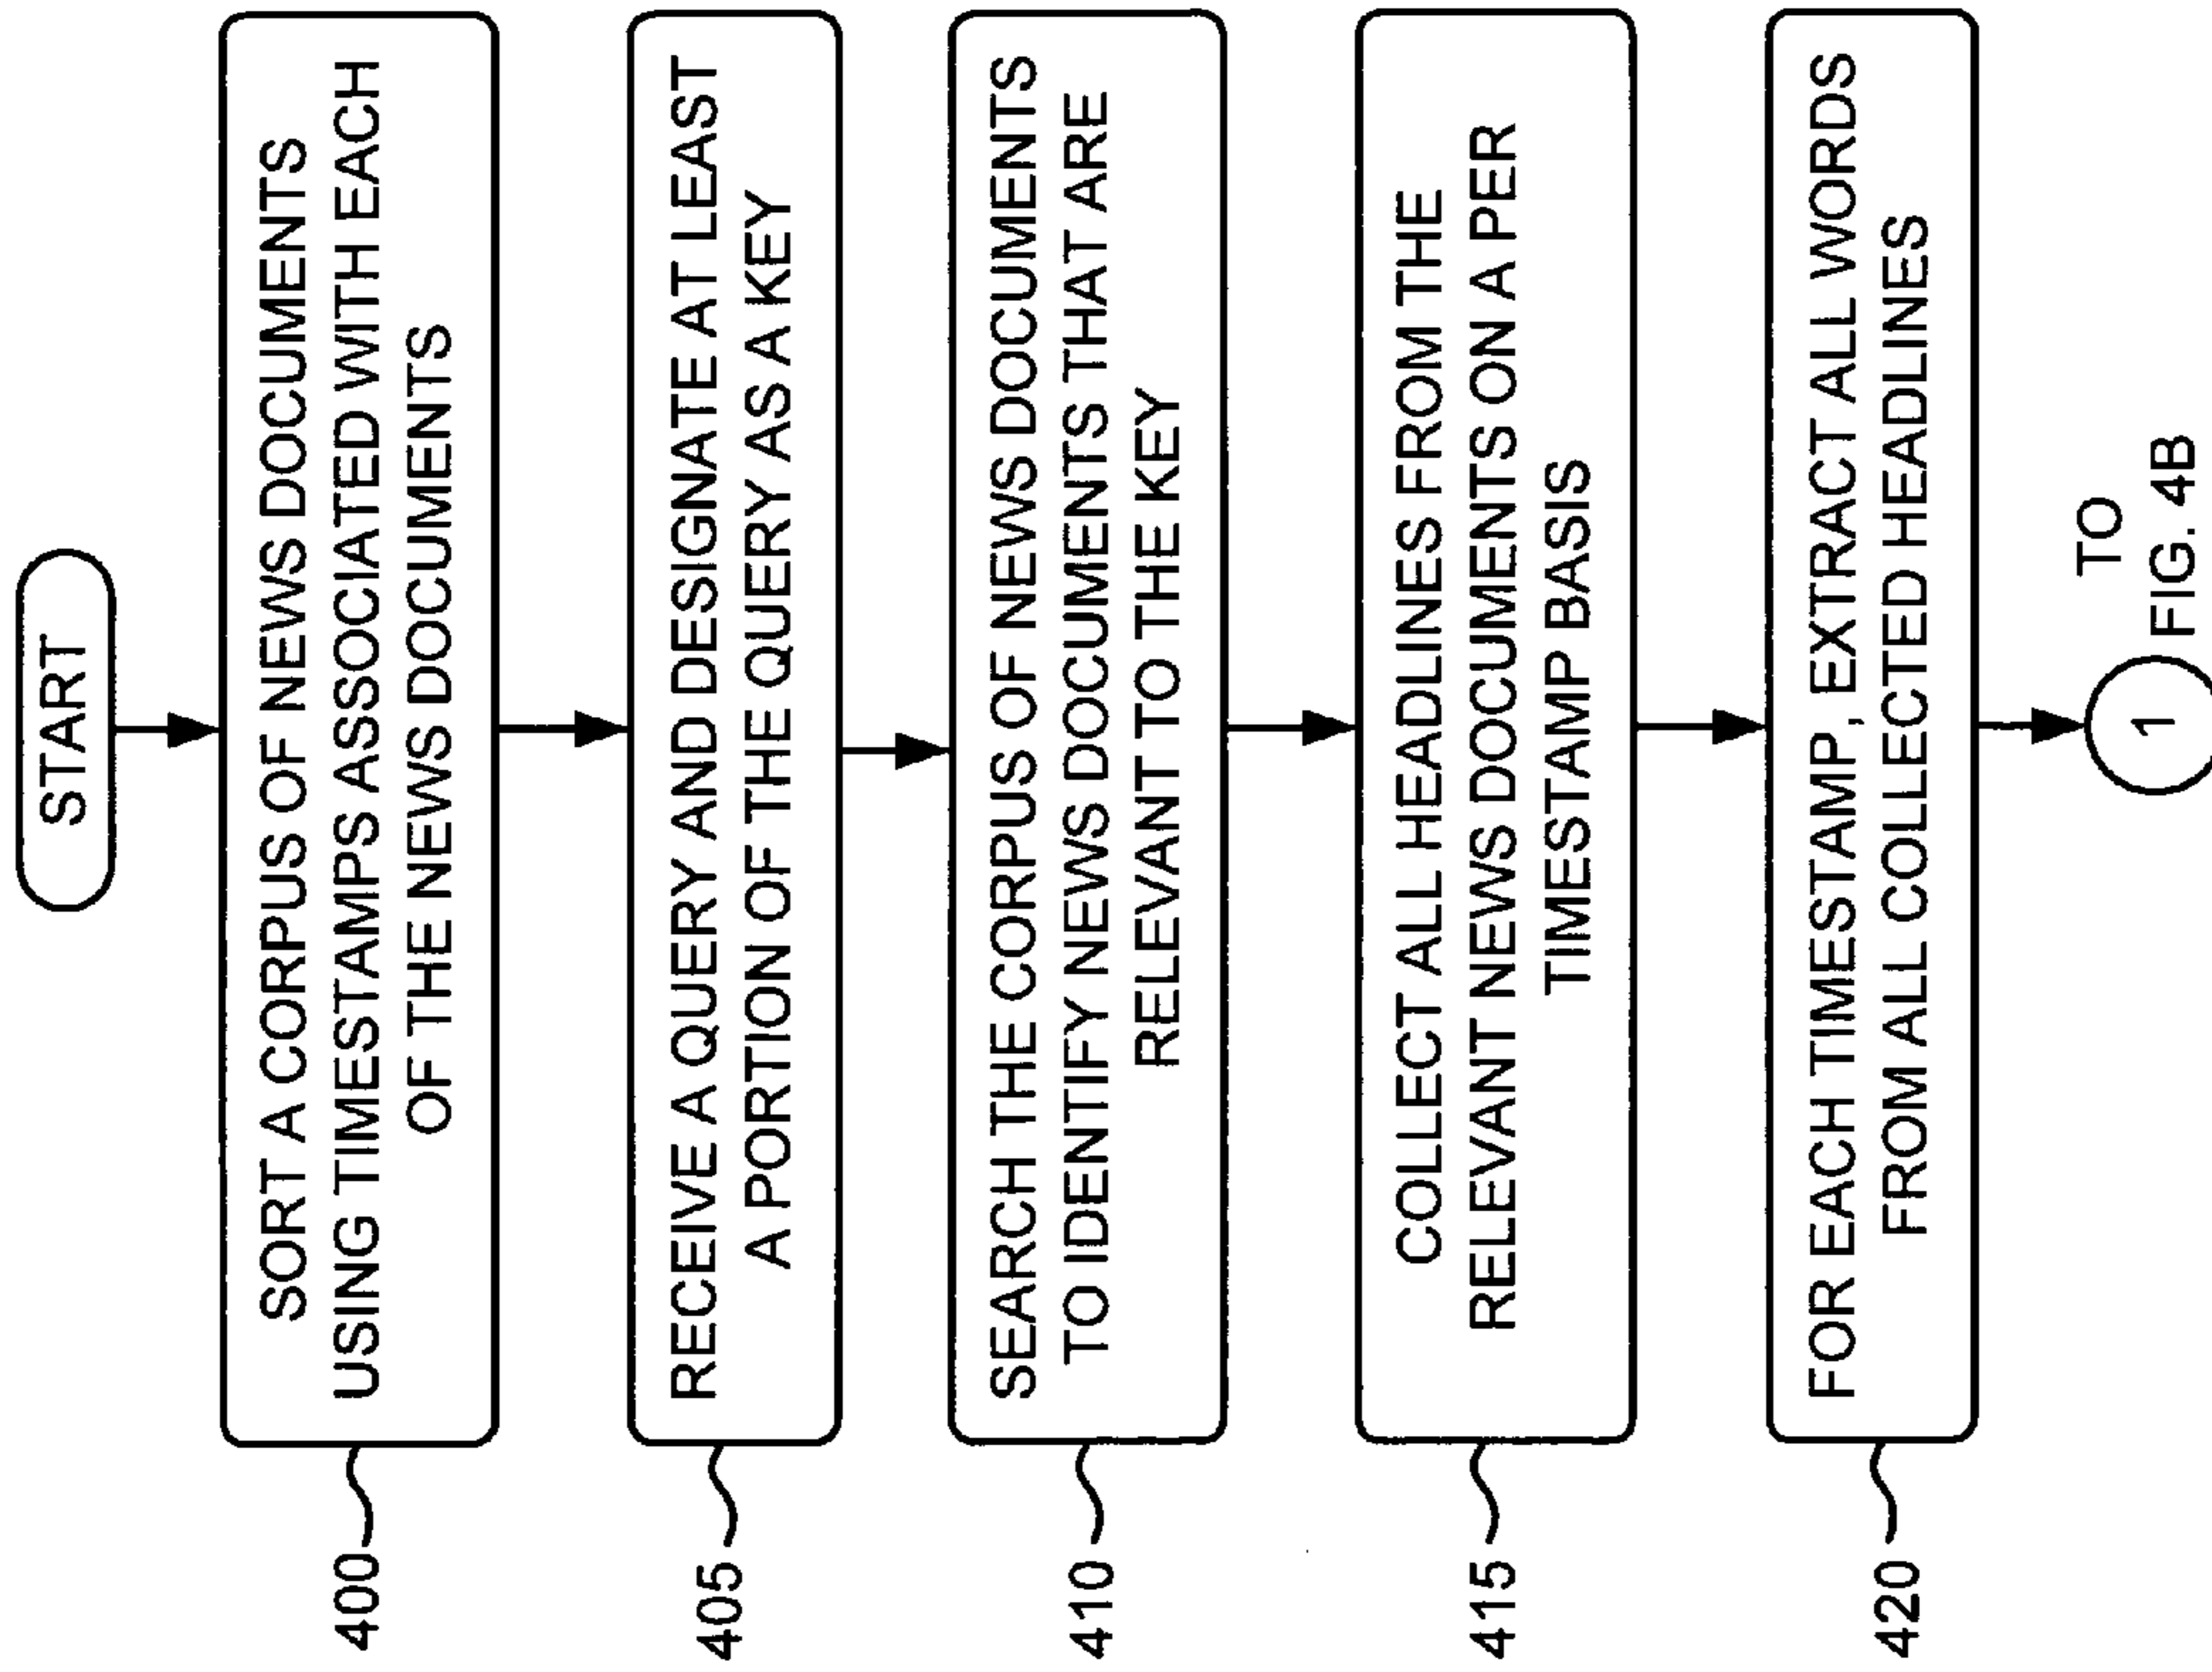 START
400
SORT A CORPUS OF NEWS DOCUMENTS
USING TIMESTAMPS ASSOCIATED WITH EACH
OF THE NEWS DOCUMENTS
405
RECEIVE A QUERY AND DESIGNATE AT LEAST
A PORTION OF THE QUERY AS A KEY
410
SEARCH THE CORPUS OF NEWS DOCUMENTS
TO IDENTIFY NEWS DOCUMENTS THAT ARE
RELEVANT TO THE KEY
415
COLLECT ALL HEADLINES FROM THE
RELEVANT NEWS DOCUMENTS ON A PER
TIMESTAMP BASIS
420
FOR EACH TIMESTAMP, EXTRACT ALL WORDS
FROM ALL COLLECTED HEADLINES
1
TO
FIG. 4B